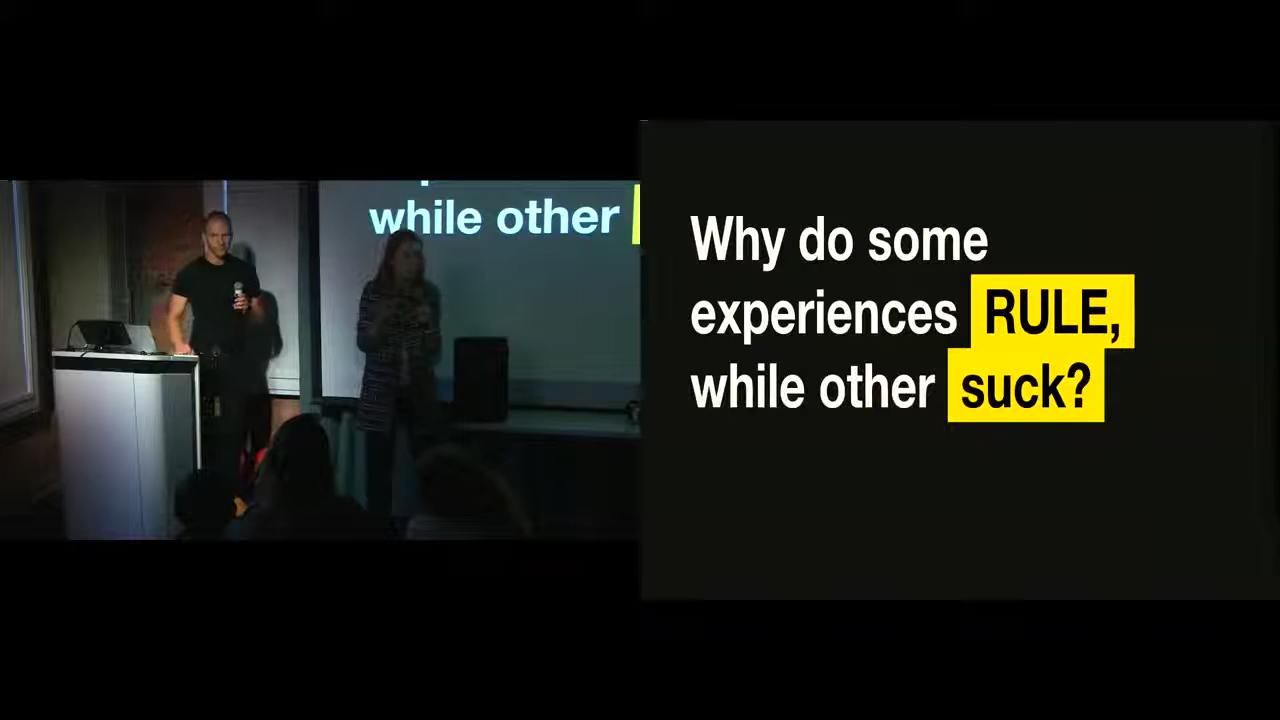 while other
Why do some
experiences RULE,
while other suck?